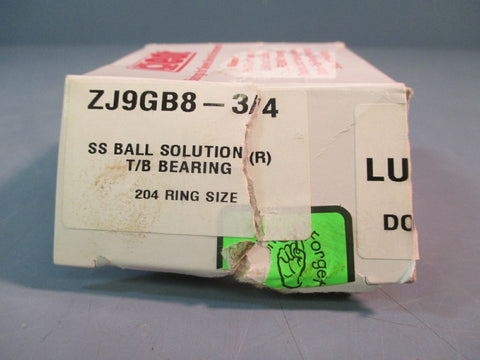 ZJ9GB8-3/4
SS BALL SOLUTION (R)
T/B BEARING
204 RING SIZE
LU
DO